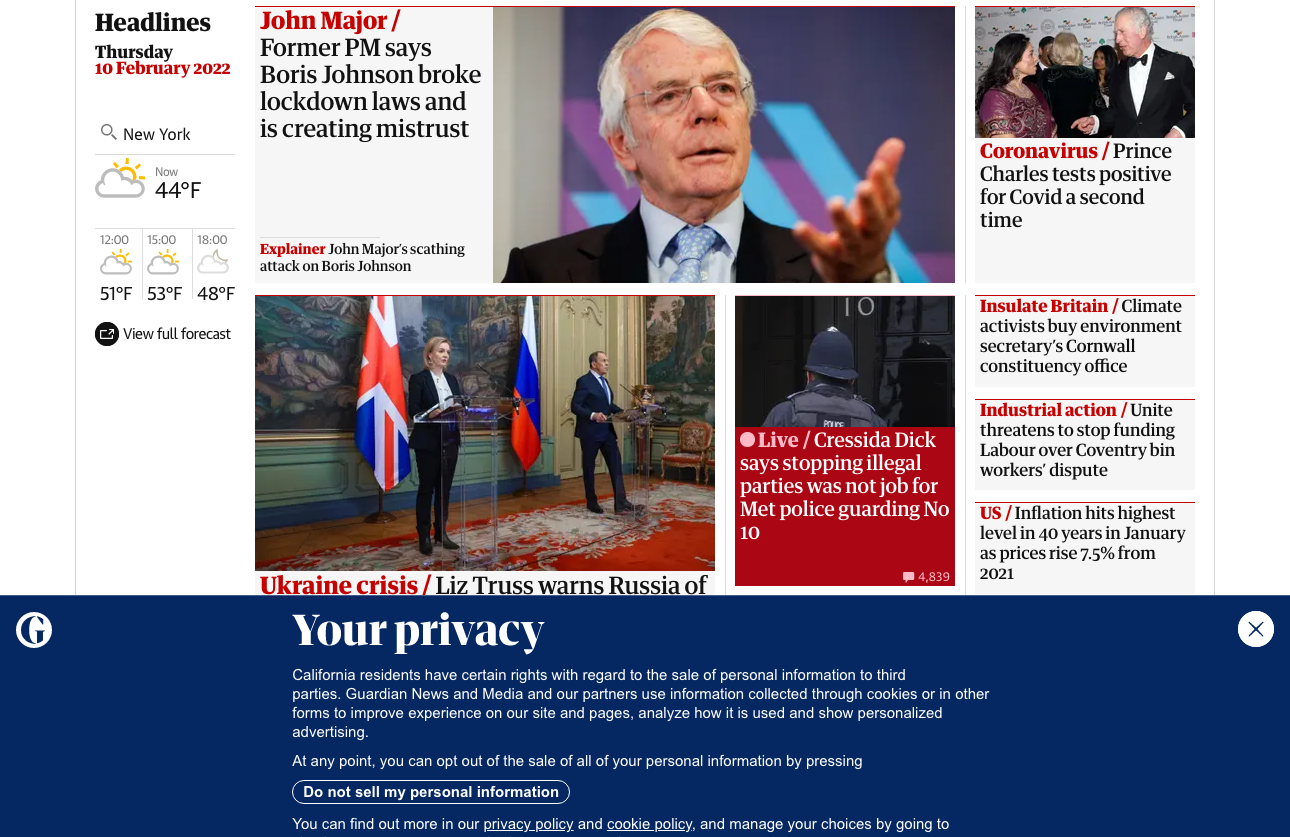 Headlines
Thursday
10 February 2022
New York
Now
44°F
12:00
15:00
18:00
51°F
53°F
48°F
View full forecast
John Major /
Former PM says
Boris Johnson broke
lockdown laws and
is creating mistrust
Explainer John Major's scathing
attack on Boris Johnson
Coronavirus / Prince
Charles tests positive
for Covid a second
time
Ukraine crisis / Liz Truss warns Russia of
10
POLICE
Live / Cressida Dick
says stopping illegal
parties was not job for
Met police guarding No
10
4,839
Insulate Britain / Climate
activists buy environment
secretary's Cornwall
constituency office
Industrial action / Unite
threatens to stop funding
Labour over Coventry bin
workers' dispute
US / Inflation hits highest
level in 40 years in January
as prices rise 7.5% from
2021
G
Your privacy
California residents have certain rights with regard to the sale of personal information to third
parties. Guardian News and Media and our partners use information collected through cookies or in other
forms to improve experience on our site and pages, analyze how it is used and show personalized
advertising.
At any point, you can opt out of the sale of all of your personal information by pressing
Do not sell my personal information
You can find out more in our privacy policy and cookie policy, and manage your choices by going to